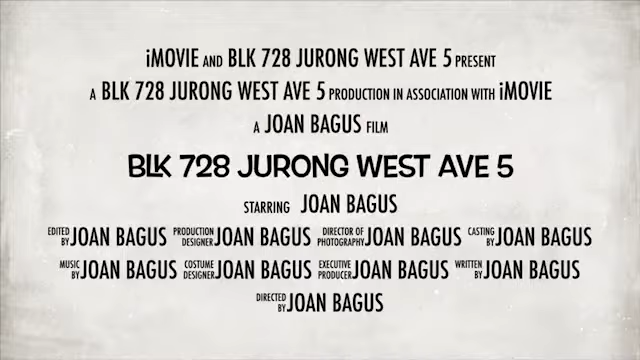 iMOVIE AND BLK 728 JURONG WEST AVE 5 PRESENT
A BLK 728 JURONG WEST AVE 5 PRODUCTION IN ASSOCIATION WITH iMOVIE
A JOAN BAGUS FILM
BLK 728 JURONG WEST AVE 5
STARRING JOAN BAGUS
EDITED BY JOAN BAGUS PRODUCTION DESIGNER JOAN BAGUS DIRECTOR OF PHOTOGRAPHY JOAN BAGUS CASTING BY JOAN BAGUS
MUSIC BY JOAN BAGUS COSTUME DESIGNER JOAN BAGUS EXECUTIVE PRODUCER JOAN BAGUS WRITTEN BY JOAN BAGUS
DIRECTED BY JOAN BAGUS